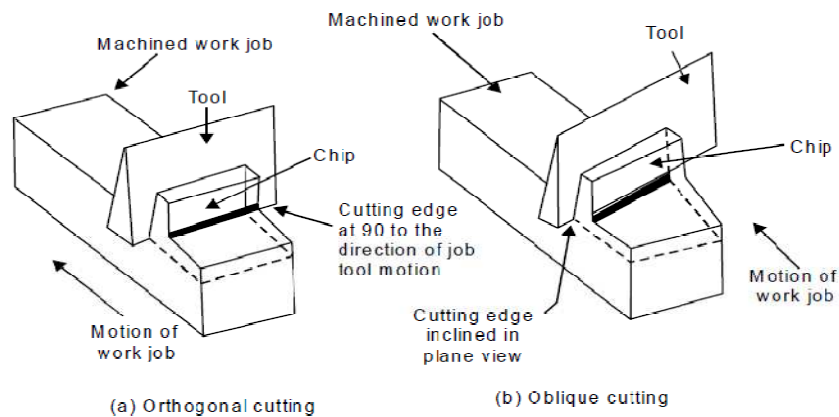 Machined work job
Tool
Chip
Cutting edge
at 90 to the
direction of job
tool motion
Motion of
work job
(a) Orthogonal cutting
Machined work job
Tool
Chip
Motion of
work job
Cutting edge
inclined in
plane view
(b) Oblique cutting